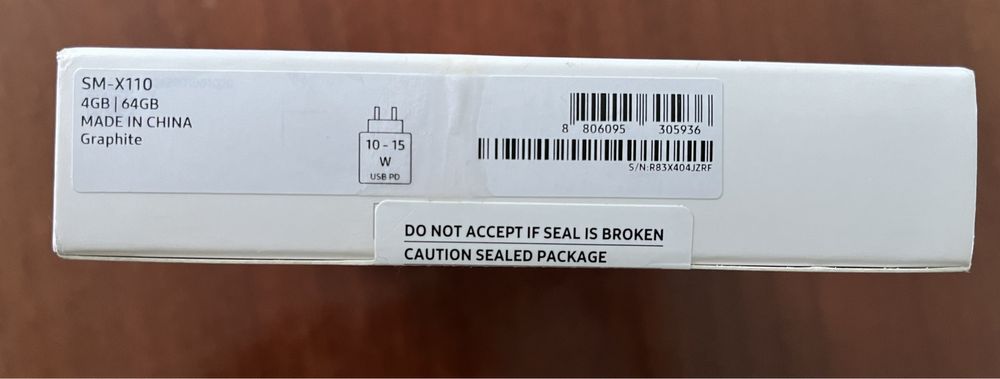 SM-X110
4GB | 64GB
MADE IN CHINA
Graphite
10 - 15
W
USB PD
8 806095 305936
S/N:R83X404JZRF
DO NOT ACCEPT IF SEAL IS BROKEN
CAUTION SEALED PACKAGE